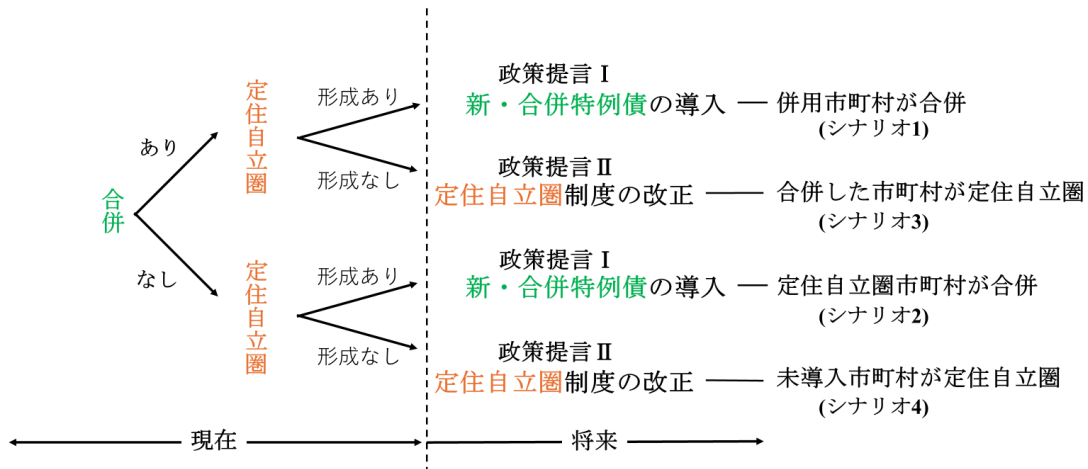 合併
あり
なし
定住自立圏
形成あり
形成なし
政策提言Ⅰ
新・合併特例債の導入
併用市町村が合併
(シナリオ1)
政策提言Ⅱ
定住自立圏制度の改正
合併した市町村が定住自立圏
(シナリオ3)
定住自立圏
形成あり
形成なし
政策提言Ⅰ
新・合併特例債の導入
定住自立圏市町村が合併
(シナリオ2)
政策提言Ⅱ
定住自立圏制度の改正
未導入市町村が定住自立圏
(シナリオ4)
現在
将来